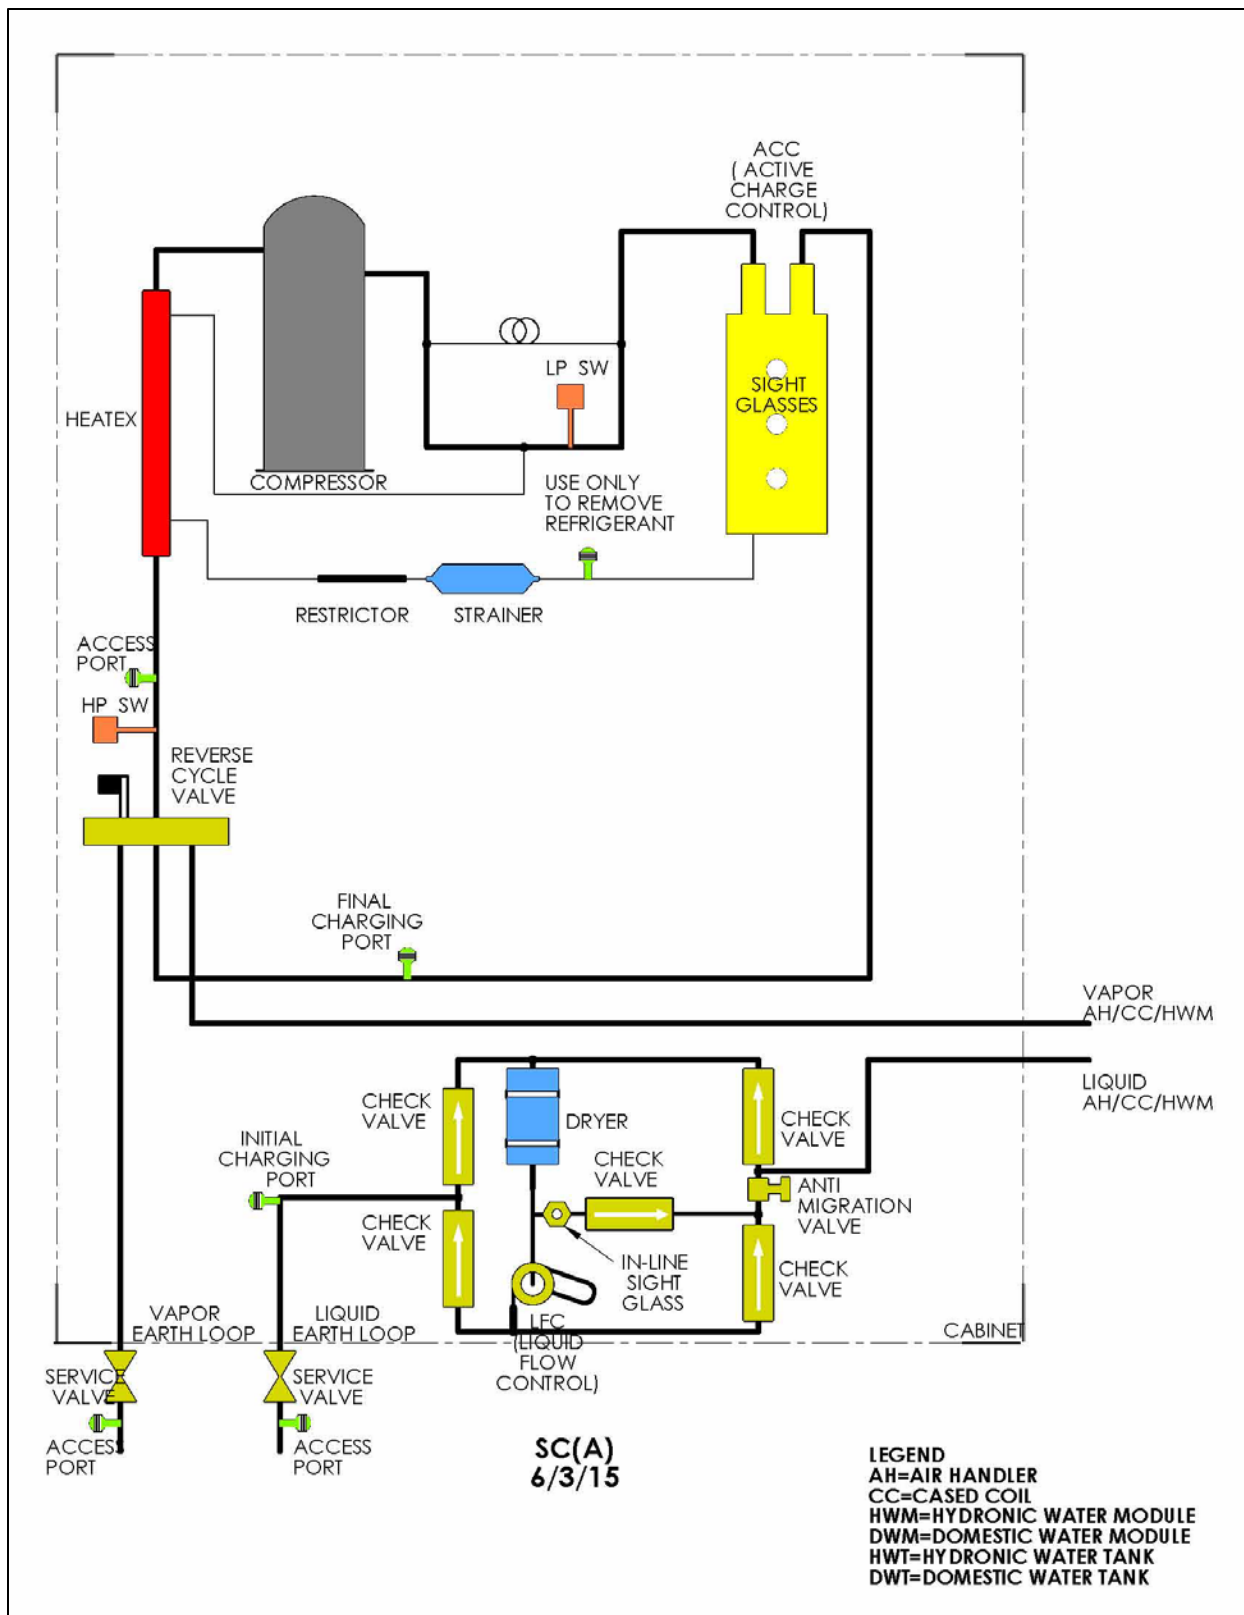 ACC
( ACTIVE
CHARGE
CONTROL)
LP SW
SIGHT
GLASSES
HEATEX
COMPRESSOR
USE ONLY
TO REMOVE
REFRIGERANT
RESTRICTOR
STRAINER
ACCESS
PORT
HP SW
REVERSE
CYCLE
VALVE
FINAL
CHARGING
PORT
VAPOR
AH/CC/HWM
LIQUID
AH/CC/HWM
CHECK
VALVE
DRYER
CHECK
VALVE
INITIAL
CHARGING
PORT
CHECK
VALVE
ANTI
MIGRATION
VALVE
CHECK
VALVE
IN-LINE
SIGHT
GLASS
CHECK
VALVE
VAPOR
EARTH LOOP
LIQUID
EARTH LOOP
LFC
(LIQUID
FLOW
CONTROL)
CABINET
SERVICE
VALVE
SERVICE
VALVE
ACCESS
PORT
ACCESS
PORT
SC(A)
6/3/15
LEGEND
AH=AIR HANDLER
CC=CASED COIL
HWM=HYDRONIC WATER MODULE
DWM=DOMESTIC WATER MODULE
HWT=HYDRONIC WATER TANK
DWT=DOMESTIC WATER TANK